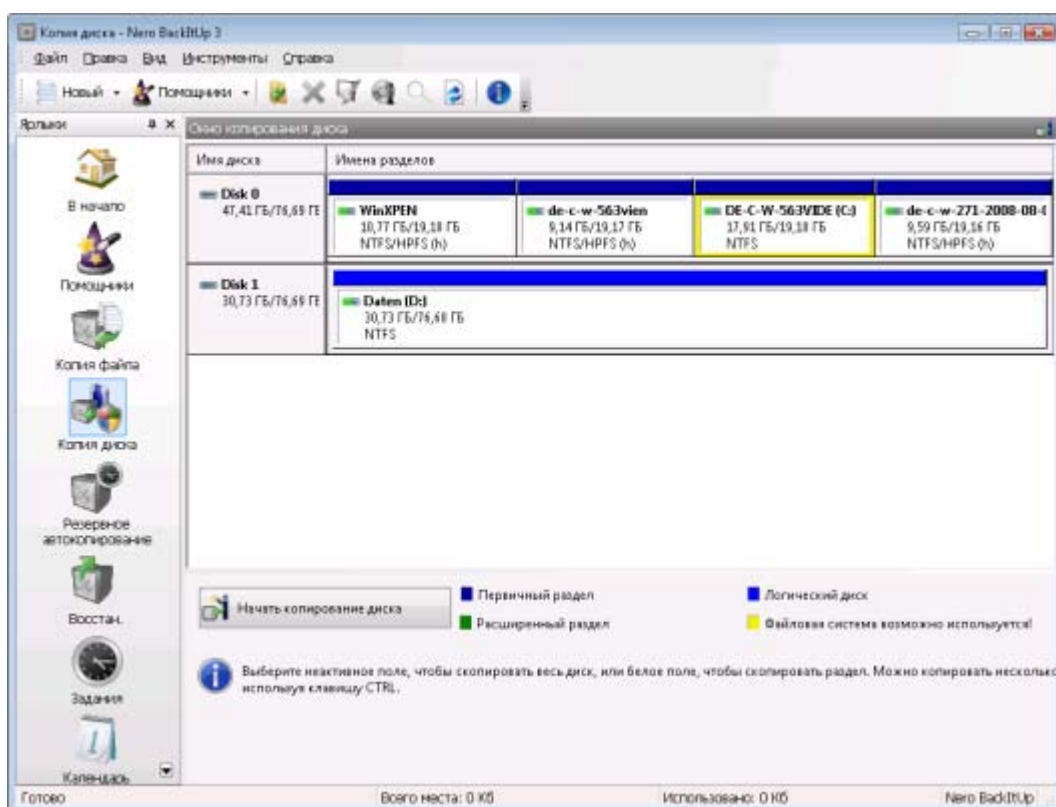 Копия диска - Nero BackItUp 3
Файл Правка Вид Инструменты Справка
Новый Помощники
Ярлыки
Окно копирования диска
В начало
Помощники
Копия файла
Копия диска
Резервное
автокопирование
Восстан.
Задания
Календарь
Имя диска Имена разделов
Disk 0
47,41 ГБ/76,69 ГБ
WinXPEN
10,77 ГБ/19,18 ГБ
NTFS/HPFS (h)
de-c-w-563vien
9,14 ГБ/19,17 ГБ
NTFS/HPFS (h)
DE-C-W-563VIDE (C:)
17,91 ГБ/19,18 ГБ
NTFS
de-c-w-271-2008-08-
9,59 ГБ/19,16 ГБ
NTFS/HPFS (h)
Disk 1
30,73 ГБ/76,69 ГБ
Daten (D:)
30,73 ГБ/76,68 ГБ
NTFS
Начать копирование диска
Первичный раздел
Логический диск
Расширенный раздел
Файловая система возможно используется!
Выберите неактивное поле, чтобы скопировать весь диск, или белое поле, чтобы скопировать раздел. Можно копировать нескольк
используя клавишу CTRL.
Готово Всего места: 0 Кб Использовано: 0 Кб Nero BackItUp